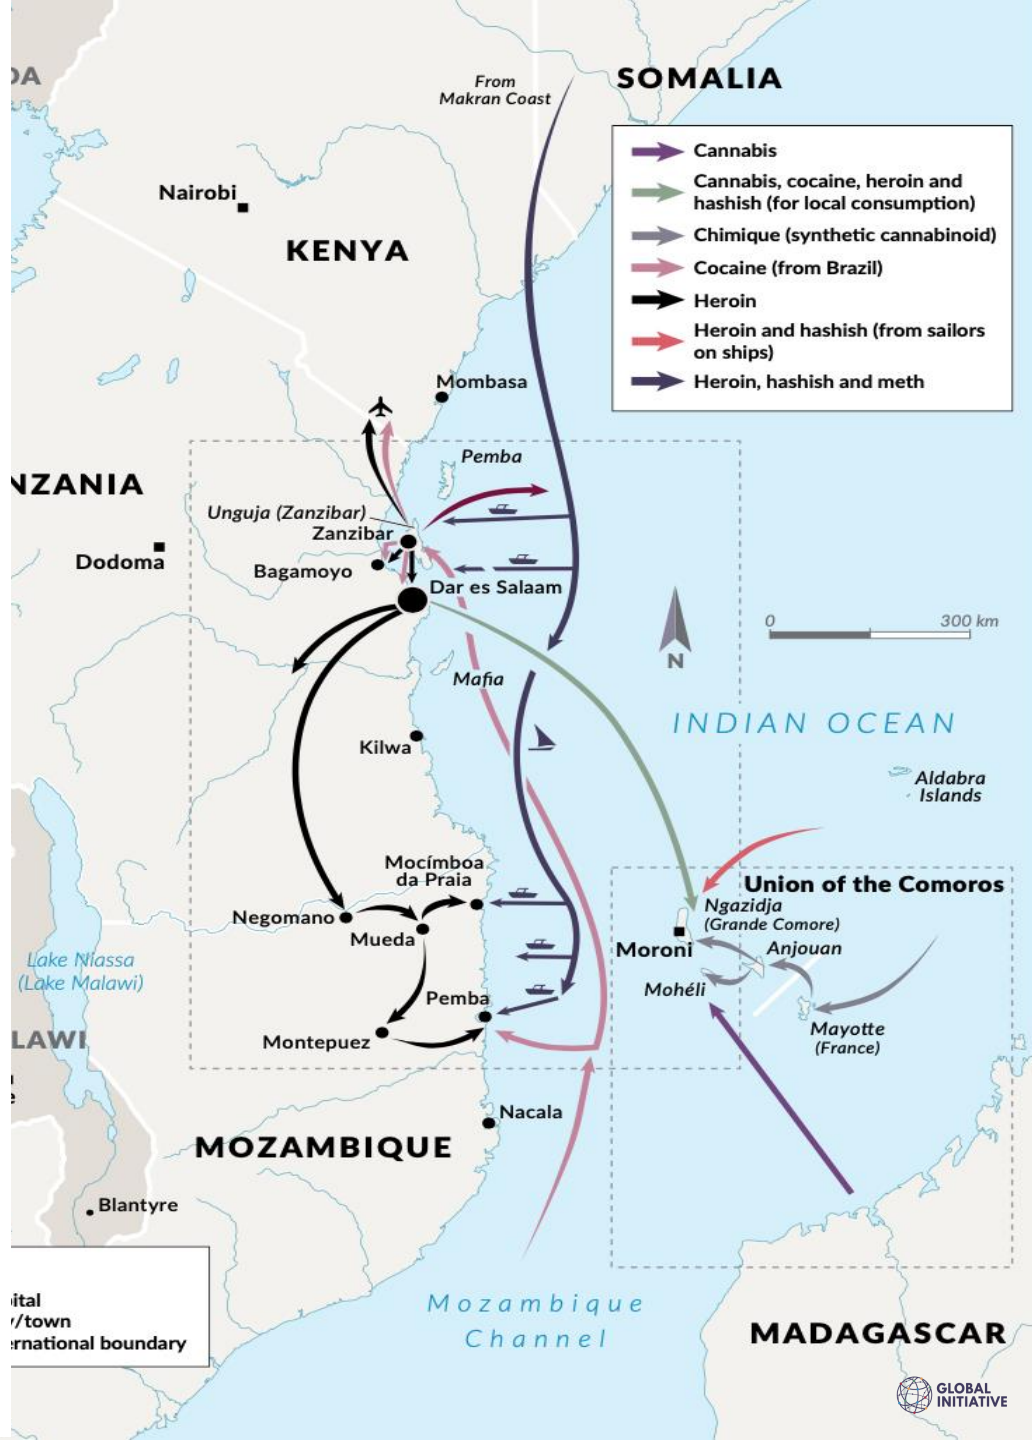 DA
From
Makran Coast
SOMALIA
Cannabis
Cannabis, cocaine, heroin and
hashish (for local consumption)
Chimique (synthetic cannabinoid)
Cocaine (from Brazil)
Heroin
Heroin and hashish (from sailors
on ships)
Heroin, hashish and meth
Nairobi
KENYA
Mombasa
Pemba
NZANIA
Unguja (Zanzibar)
Zanzibar
Dodoma
Bagamoyo
Dar es Salaam
0 300 km
N
Mafia
INDIAN OCEAN
Kilwa
Aldabra
Islands
Mocímboa
da Praia
Union of the Comoros
Negomano
Ngazidja
(Grande Comore)
Mueda
Moroni
Anjouan
Lake Niassa
(Lake Malawi)
Mohéli
Pemba
LAWI
Montepuez
Mayotte
(France)
Nacala
MOZAMBIQUE
Blantyre
pital
y/town
ernational boundary
Mozambique
Channel
MADAGASCAR
GLOBAL
INITIATIVE